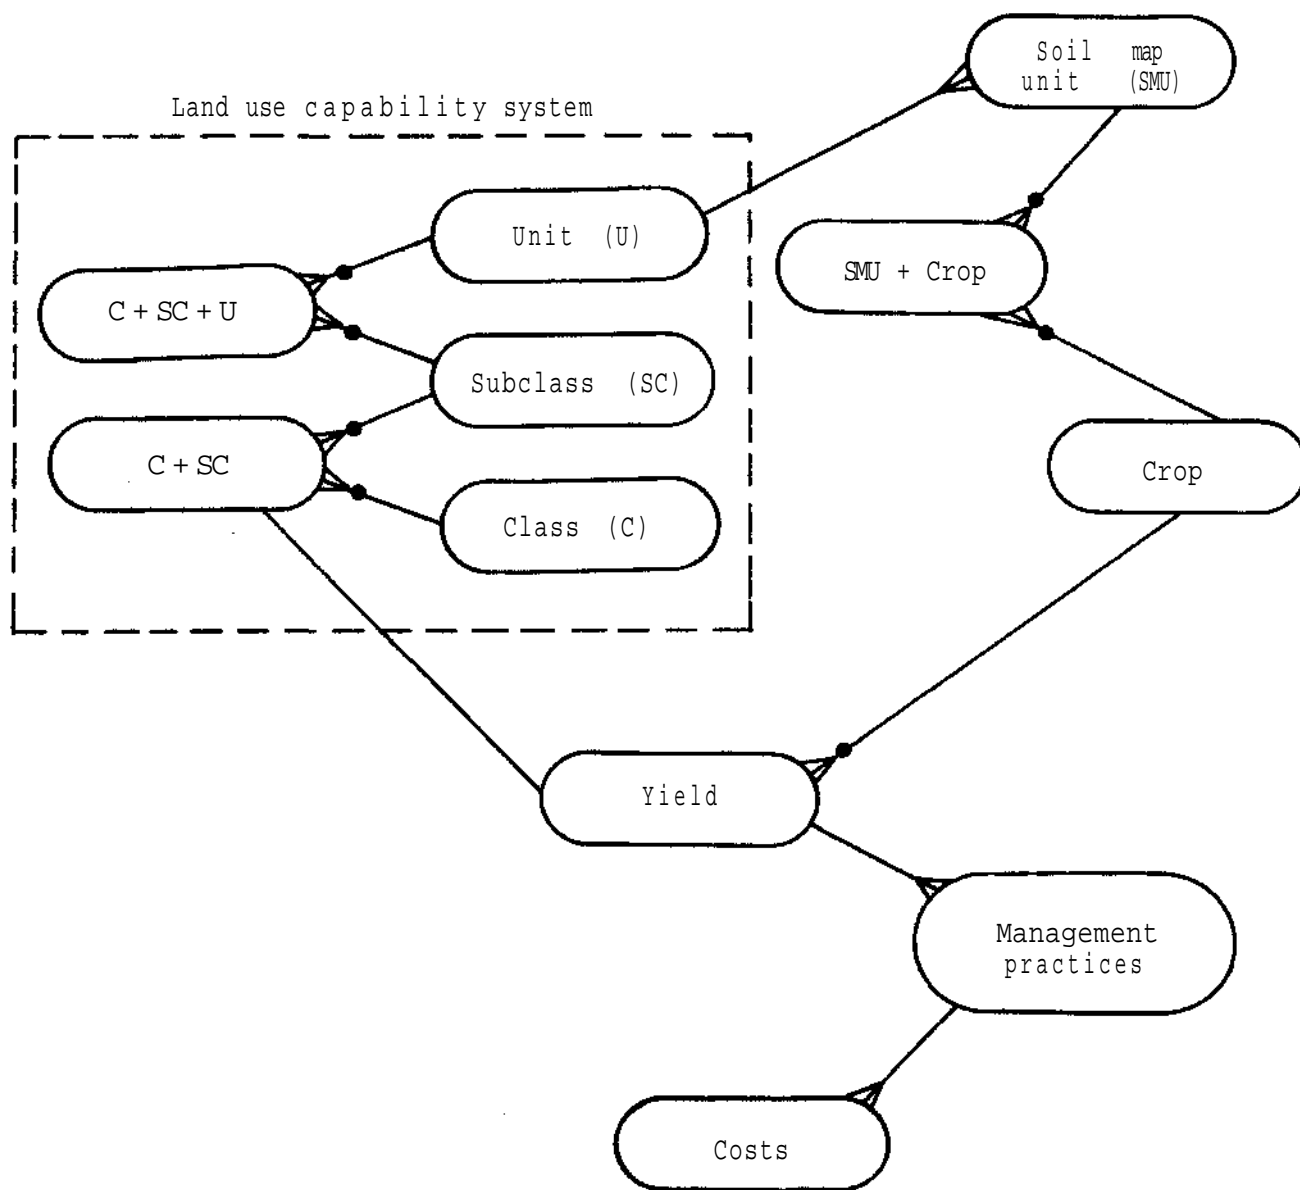 Soil map
unit (SMU)
Land use capability system
Unit (U)
SMU + Crop
C + SC + U
Subclass (SC)
C + SC
Crop
Class (C)
Yield
Management
practices
Costs